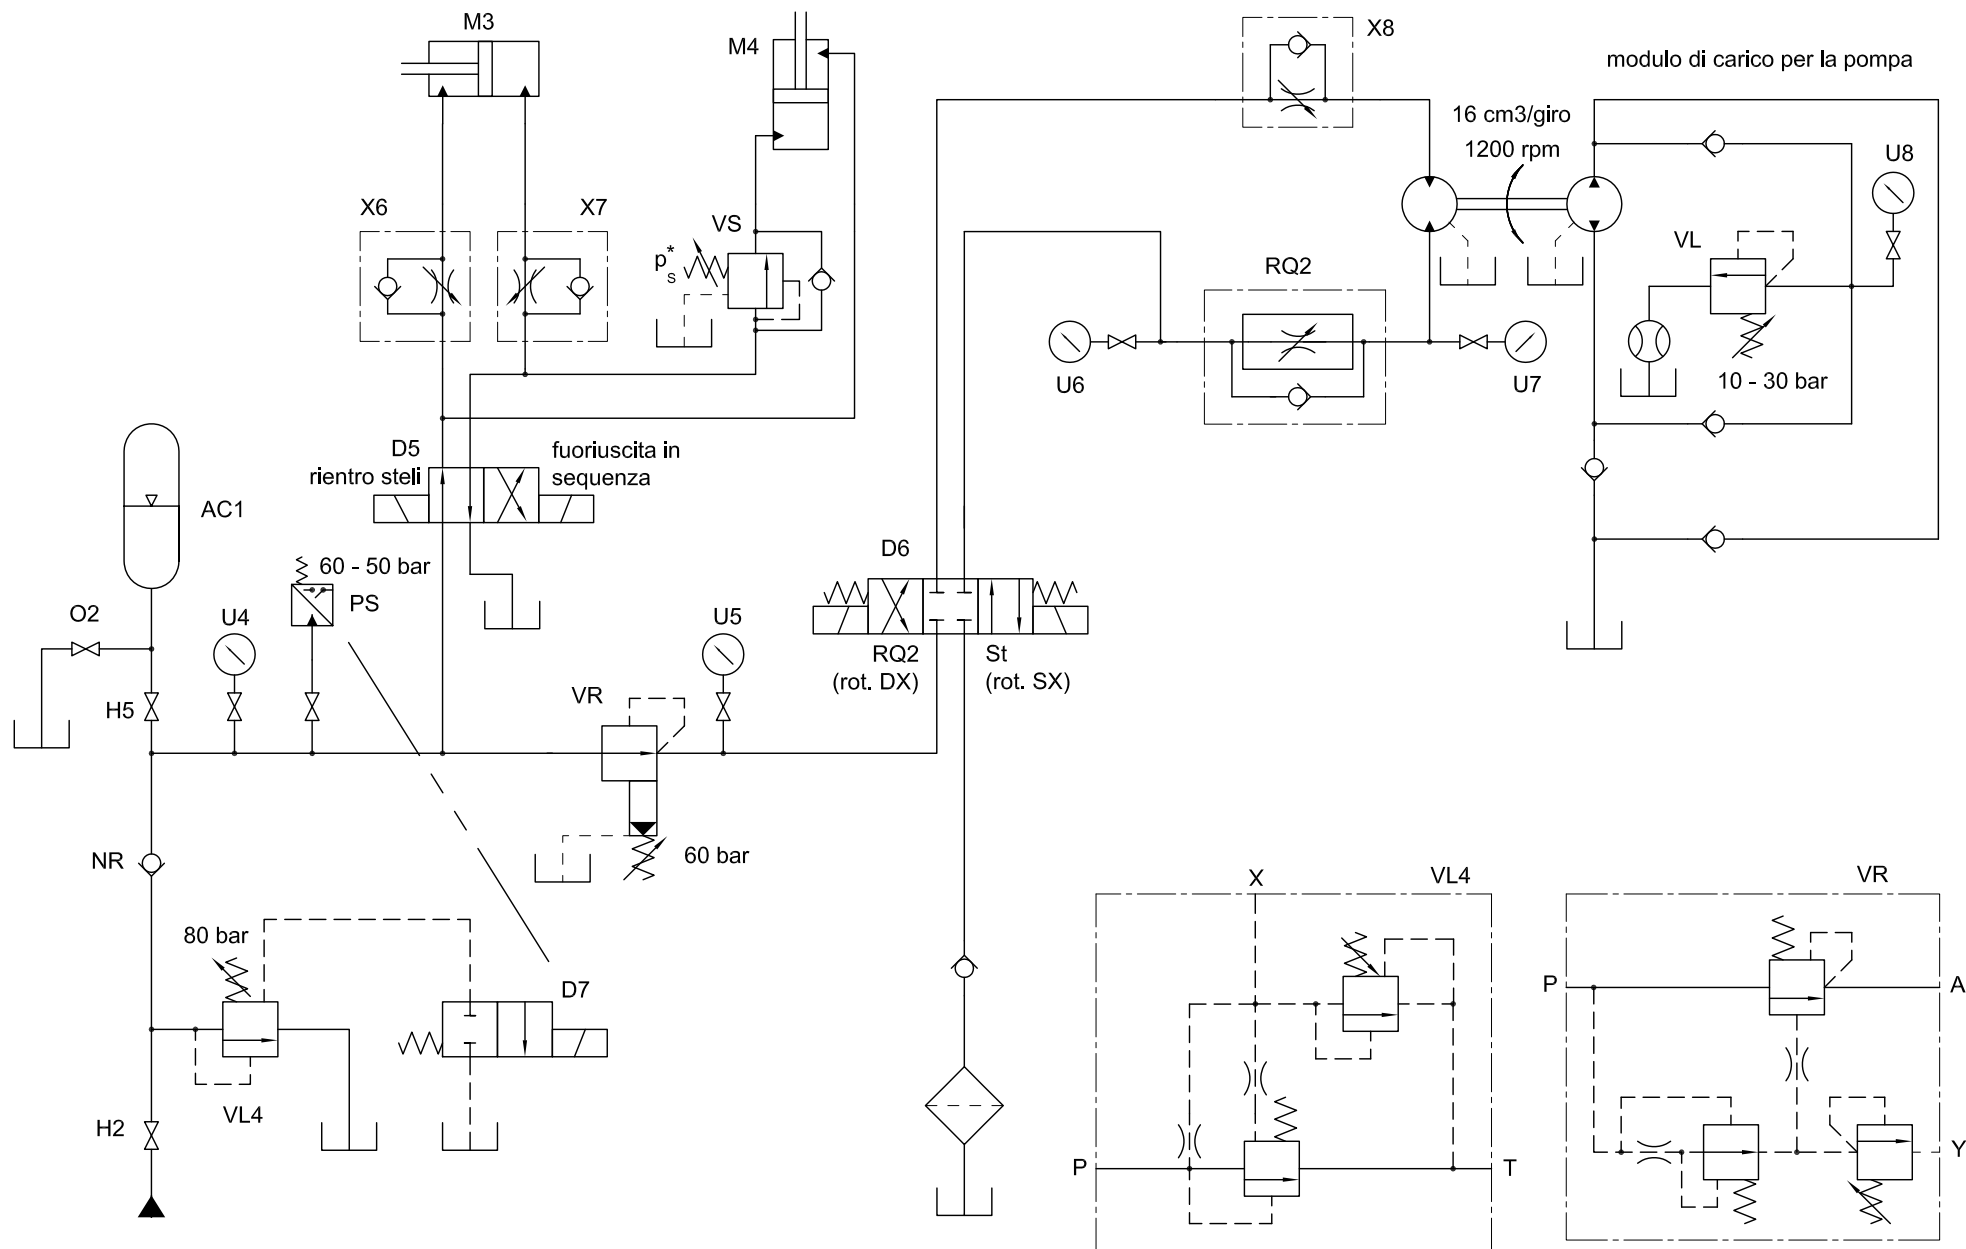 M3
M4
X8
modulo di carico per la pompa
16 cm3/giro
1200 rpm
U8
X6
X7
VS
p*s
VL
RQ2
U6
U7
10 - 30 bar
D5
rientro steli
fuoriuscita in
sequenza
AC1
D6
60 - 50 bar
PS
O2
U4
U5
RQ2
(rot. DX)
St
(rot. SX)
H5
VR
NR
60 bar
X
VL4
VR
80 bar
D7
P
A
VL4
H2
P
T
Y